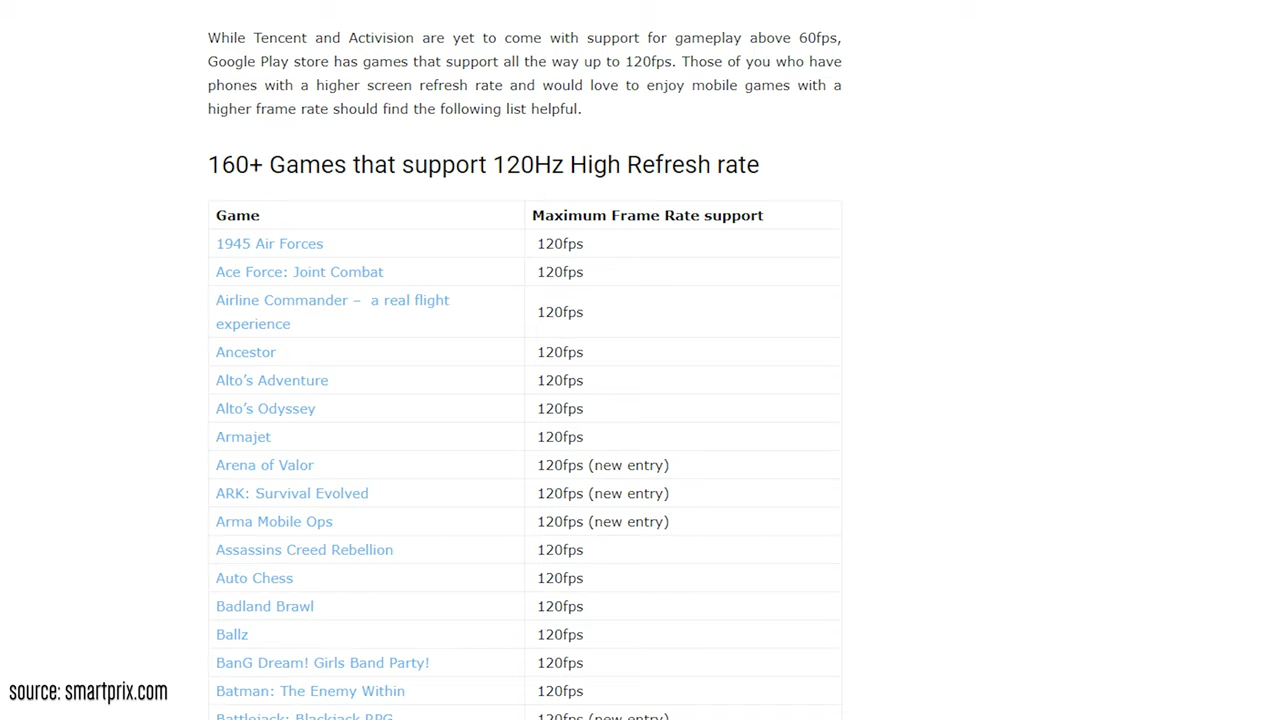 While Tencent and Activision are yet to come with support for gameplay above 60fps,
Google Play store has games that support all the way up to 120fps. Those of you who have
phones with a higher screen refresh rate and would love to enjoy mobile games with a
higher frame rate should find the following list helpful.
160+ Games that support 120Hz High Refresh rate
Game Maximum Frame Rate support
1945 Air Forces 120fps
Ace Force: Joint Combat 120fps
Airline Commander – a real flight
experience 120fps
Ancestor 120fps
Alto’s Adventure 120fps
Alto’s Odyssey 120fps
Armajet 120fps
Arena of Valor 120fps (new entry)
ARK: Survival Evolved 120fps (new entry)
Arma Mobile Ops 120fps (new entry)
Assassins Creed Rebellion 120fps
Auto Chess 120fps
Badland Brawl 120fps
Ballz 120fps
BanG Dream! Girls Band Party! 120fps
Batman: The Enemy Within 120fps
Battlejack: Blackjack RPG 120fps (new entry)
source: smartprix.com